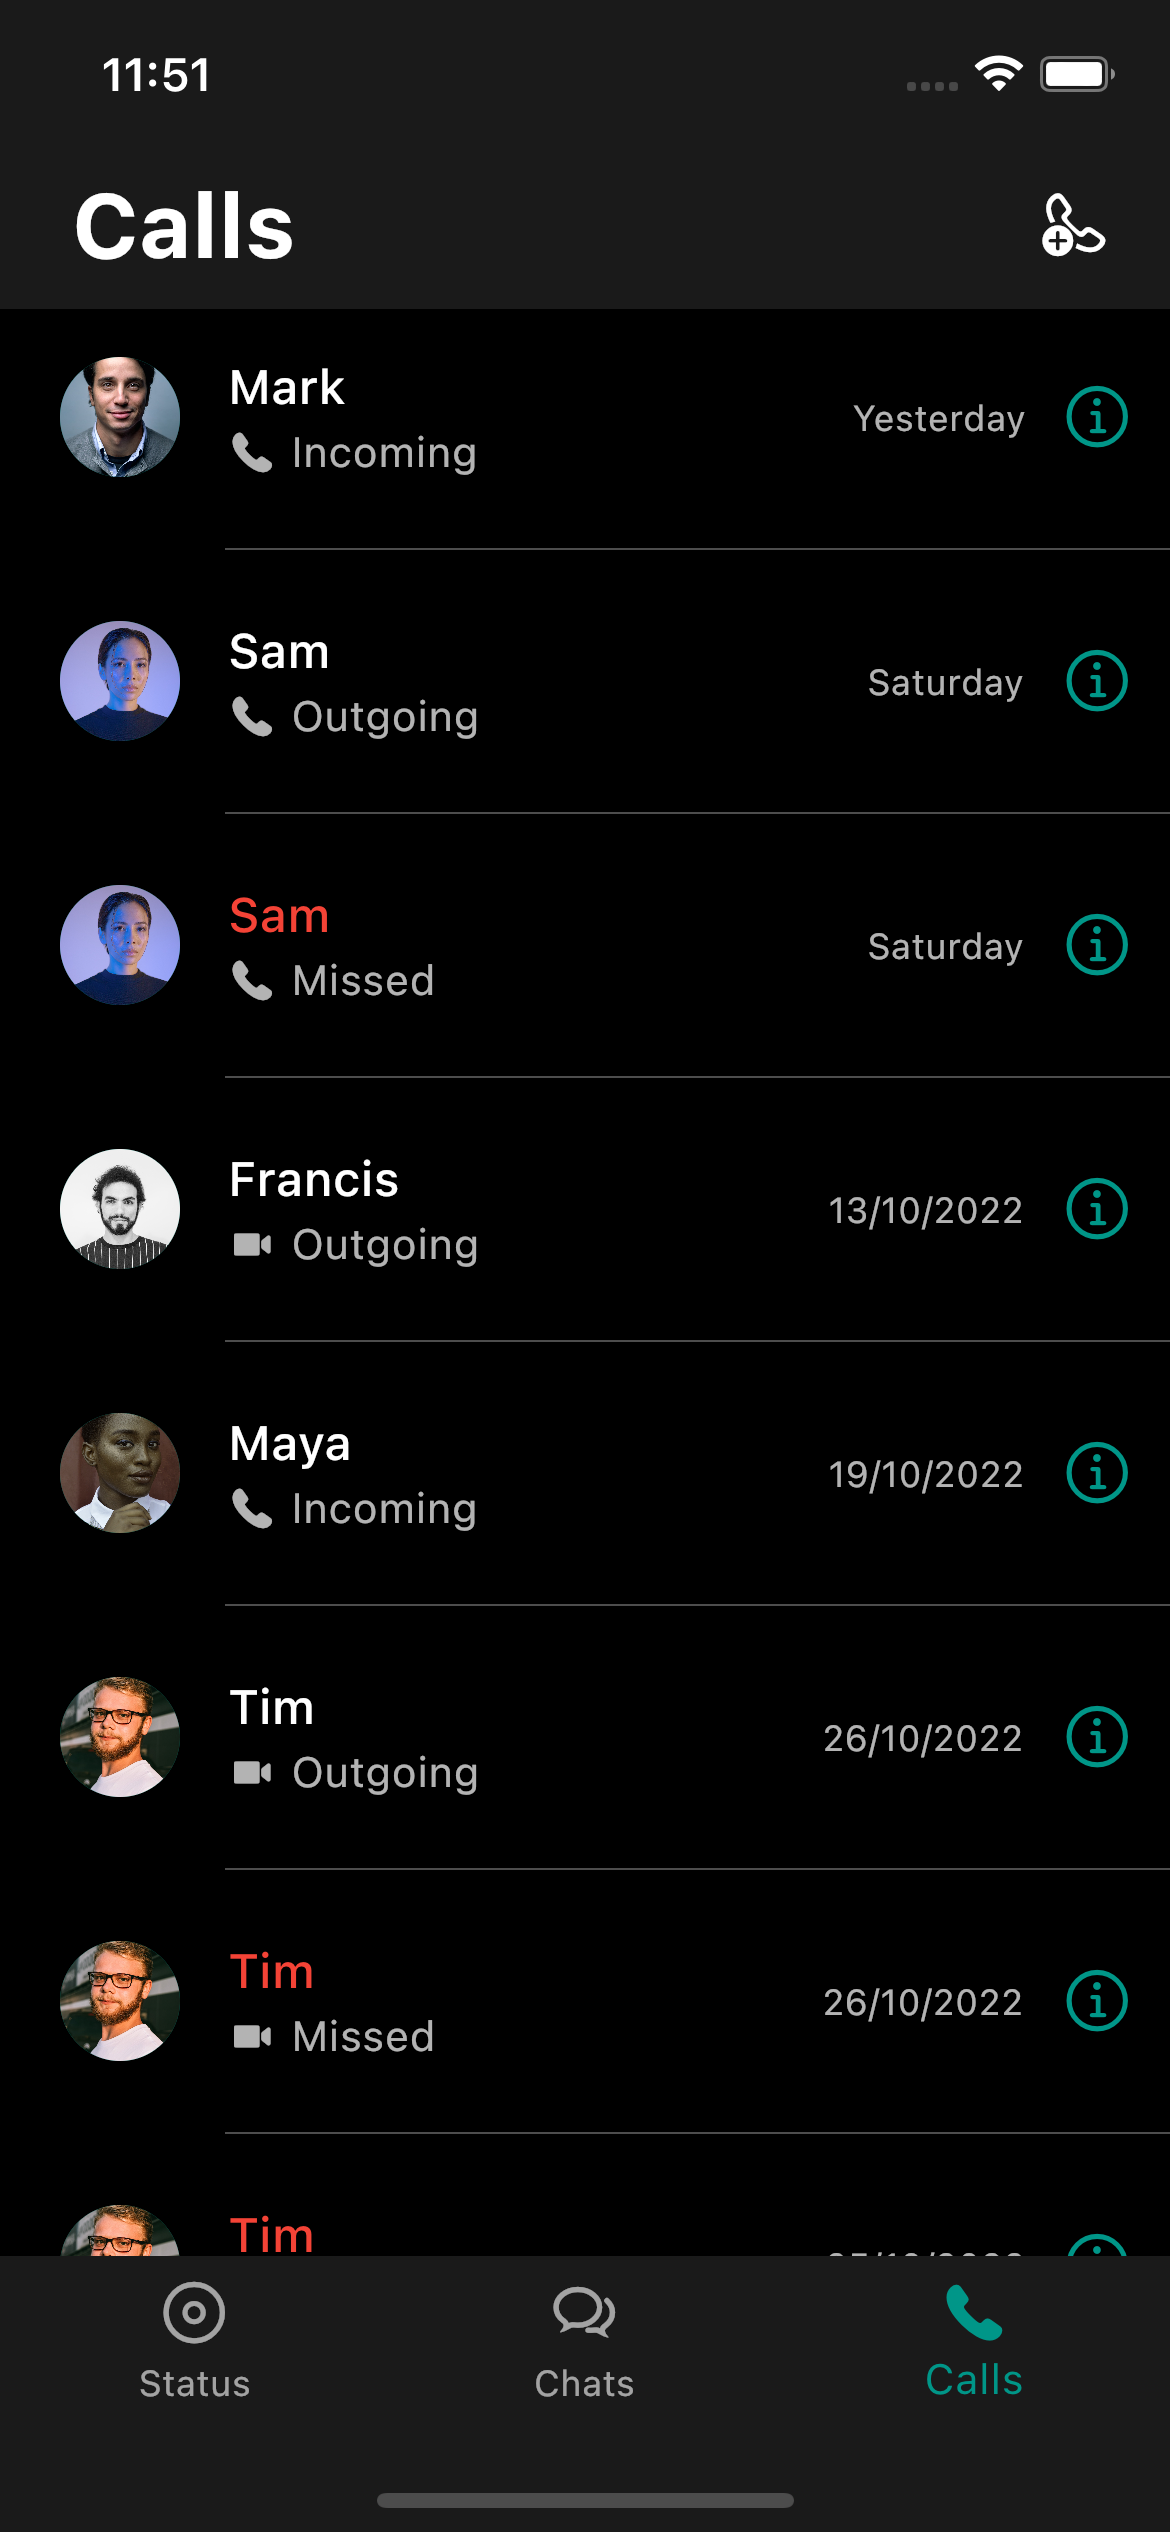 11:51
Calls
Mark
Incoming
Yesterday
Sam
Outgoing
Saturday
Sam
Missed
Saturday
Francis
Outgoing
13/10/2022
Maya
Incoming
19/10/2022
Tim
Outgoing
26/10/2022
Tim
Missed
26/10/2022
Tim
Status
Chats
Calls